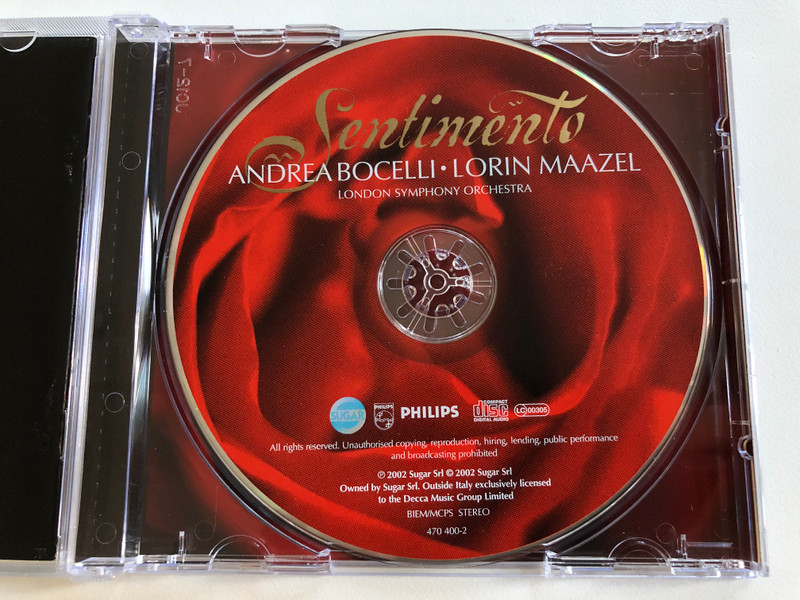 Sentimento
ANDREA BOCELLI • LORIN MAAZEL
LONDON SYMPHONY ORCHESTRA
SUGAR
PHILIPS
PHILIPS
COMPACT
disc
DIGITAL AUDIO
LC 00305
All rights reserved. Unauthorised copying, reproduction, hiring, lending, public performance
and broadcasting prohibited
℗ 2002 Sugar Srl © 2002 Sugar Srl
Owned by Sugar Srl. Outside Italy exclusively licensed
to the Decca Music Group Limited
BIEM/MCPS STEREO
470 400-2